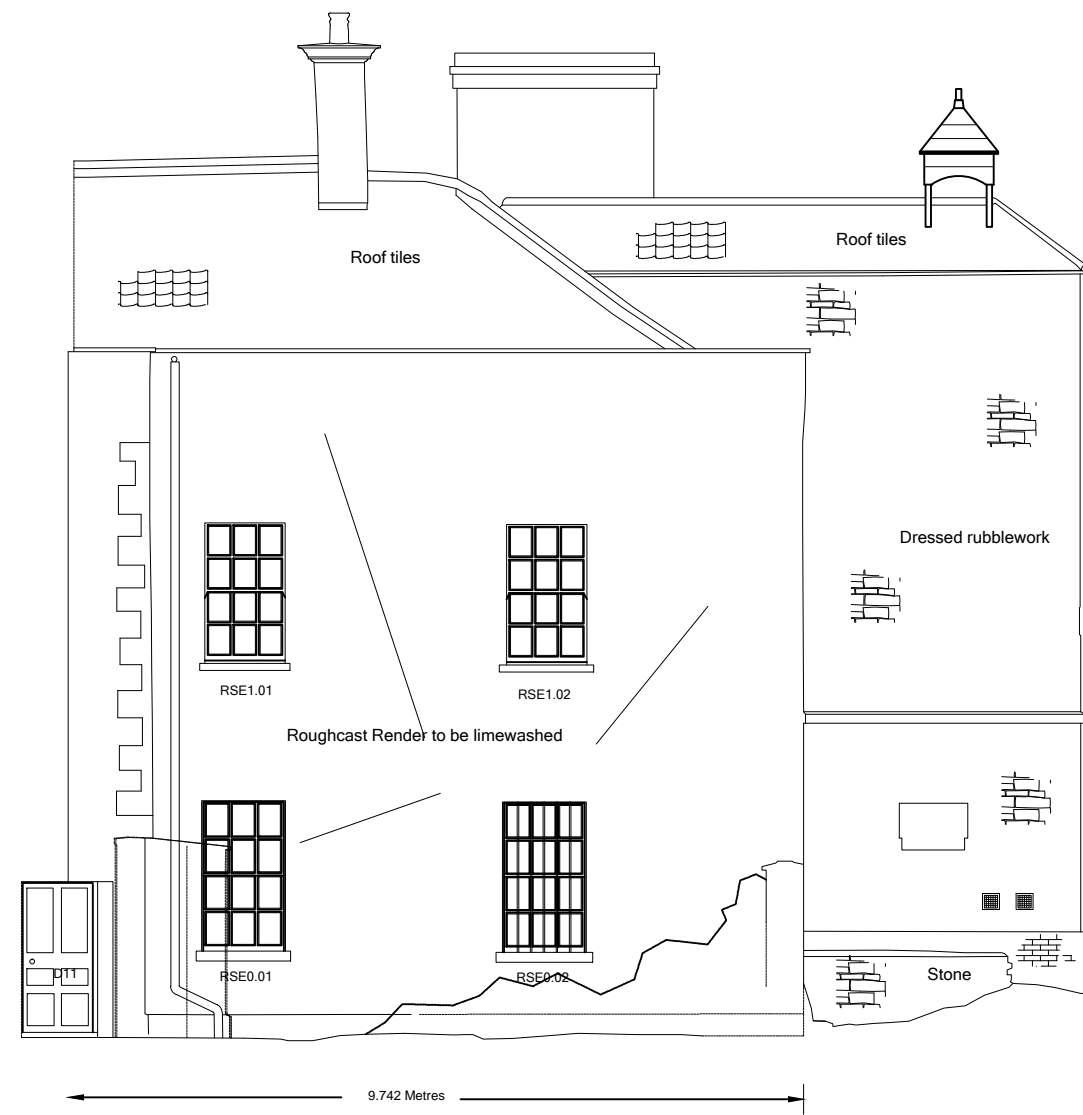 Roof tiles
Roof tiles
Dressed rubblework
RSE1.01
RSE1.02
Roughcast Render to be limewashed
D11
RSE0.01
RSE0.02
Stone
9.742 Metres